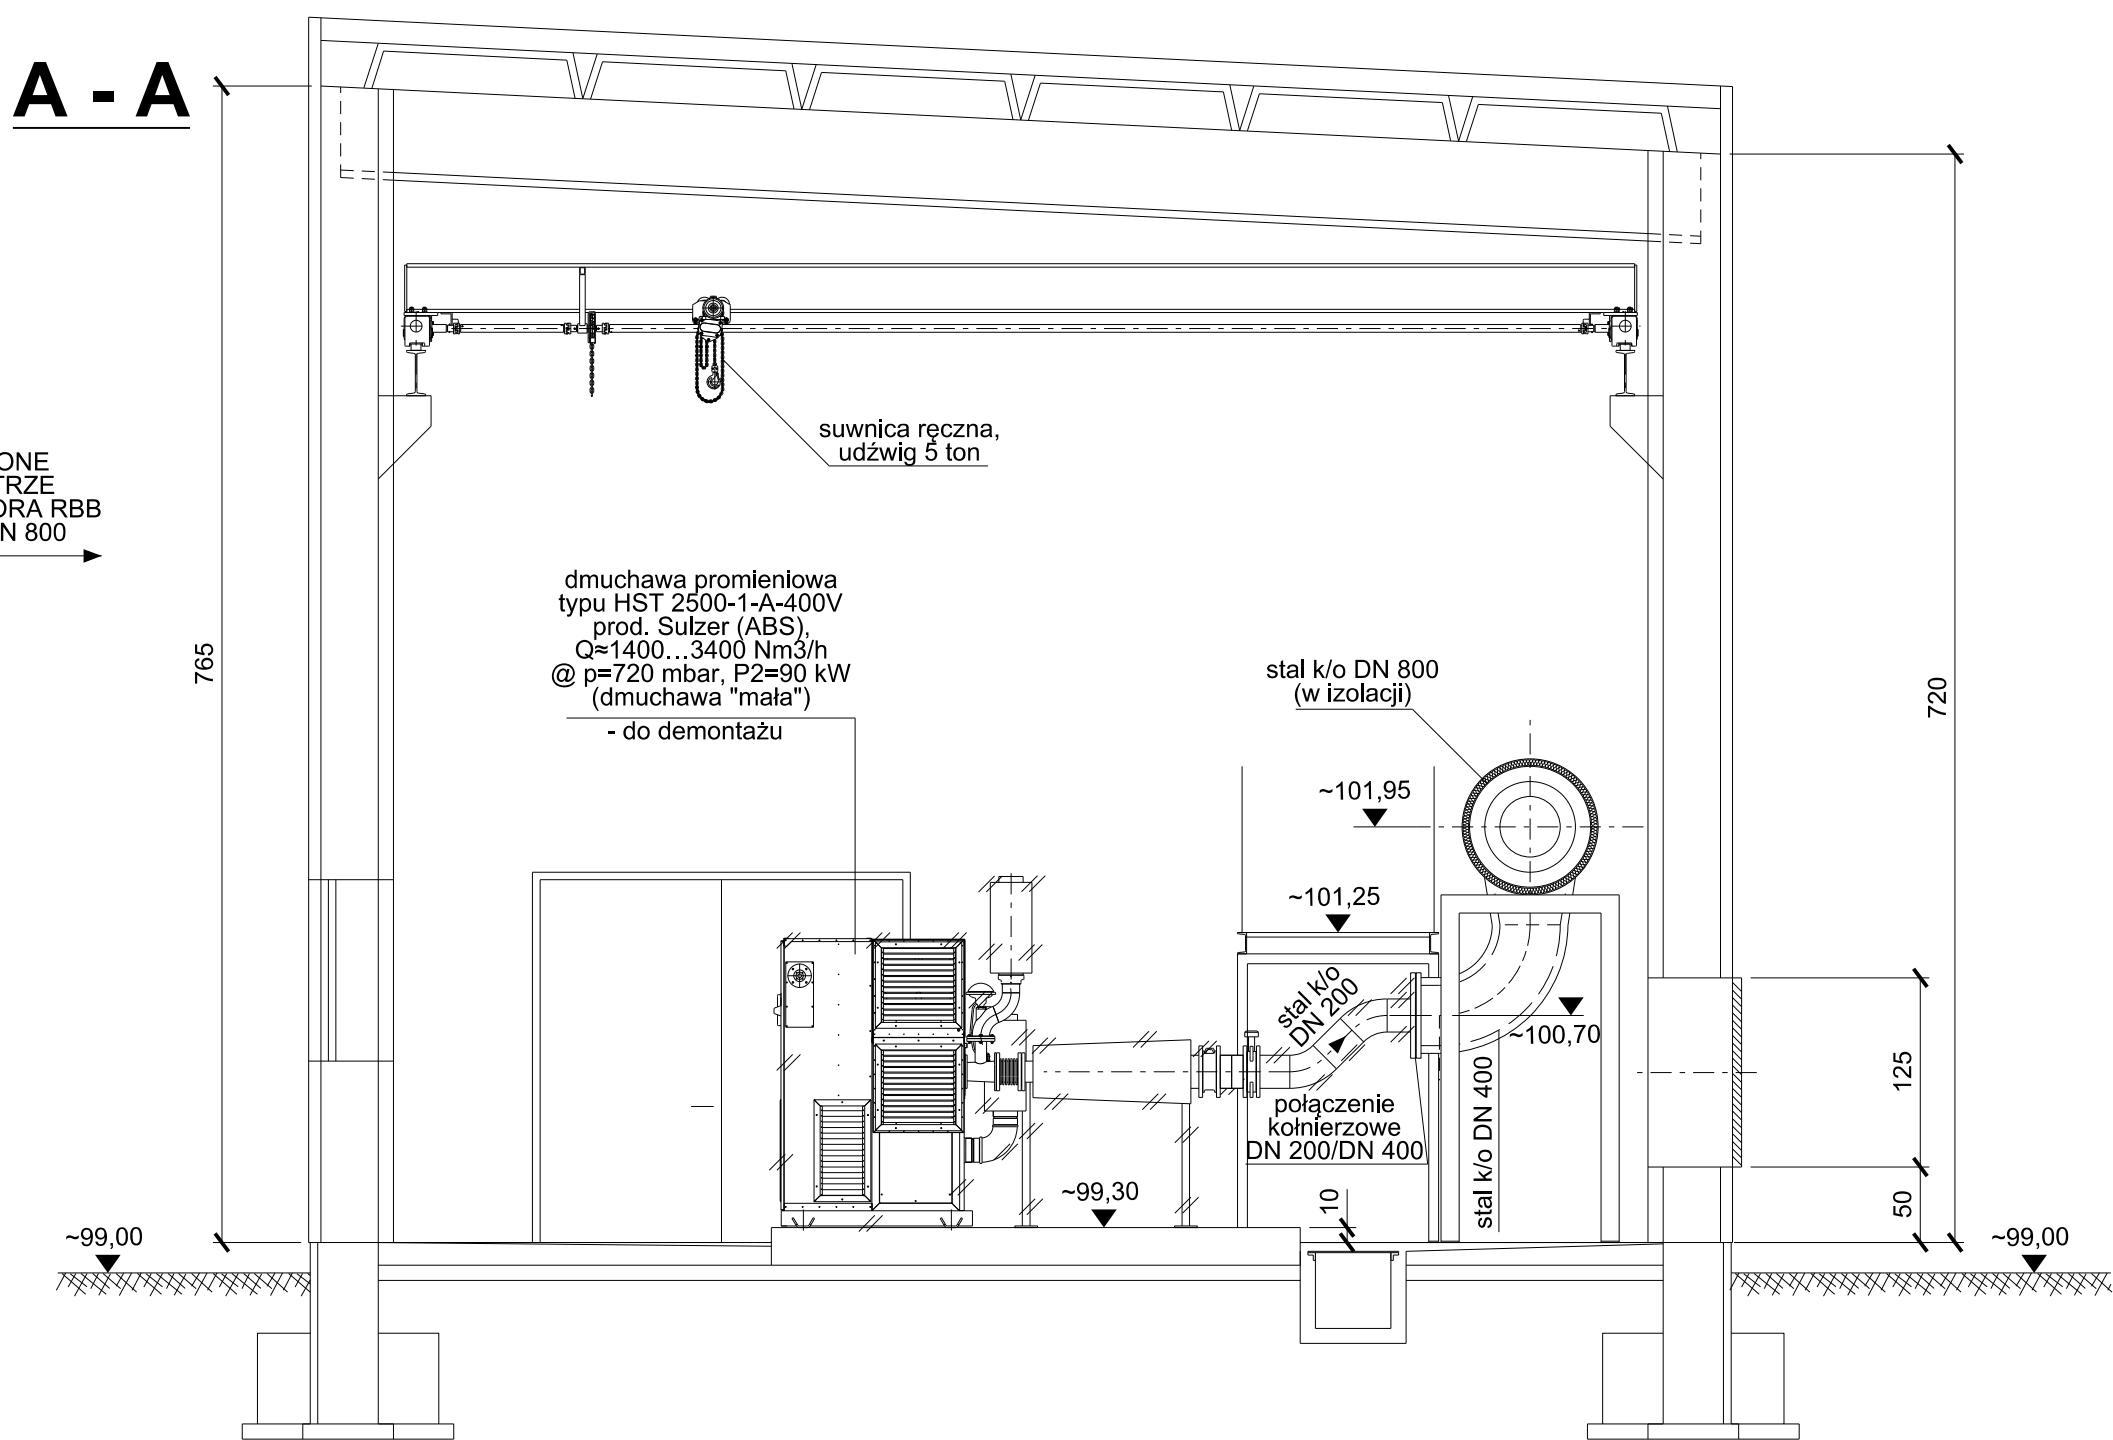 A - A
ONE
TRZE
ORA RBB
N 800
765
suwnica ręczna,
udźwig 5 ton
dmuchawa promieniowa
typu HST 2500-1-A-400V
prod. Sulzer (ABS),
Q≈1400...3400 Nm3/h
@ p=720 mbar, P2=90 kW
(dmuchawa "mała")
- do demontażu
stal k/o DN 800
(w izolacji)
720
~101,95
~101,25
stal k/o
DN 200
~100,70
125
połączenie
kołnierzowe
DN 200/DN 400
stal k/o DN 400
~99,30
10
50
~99,00
~99,00